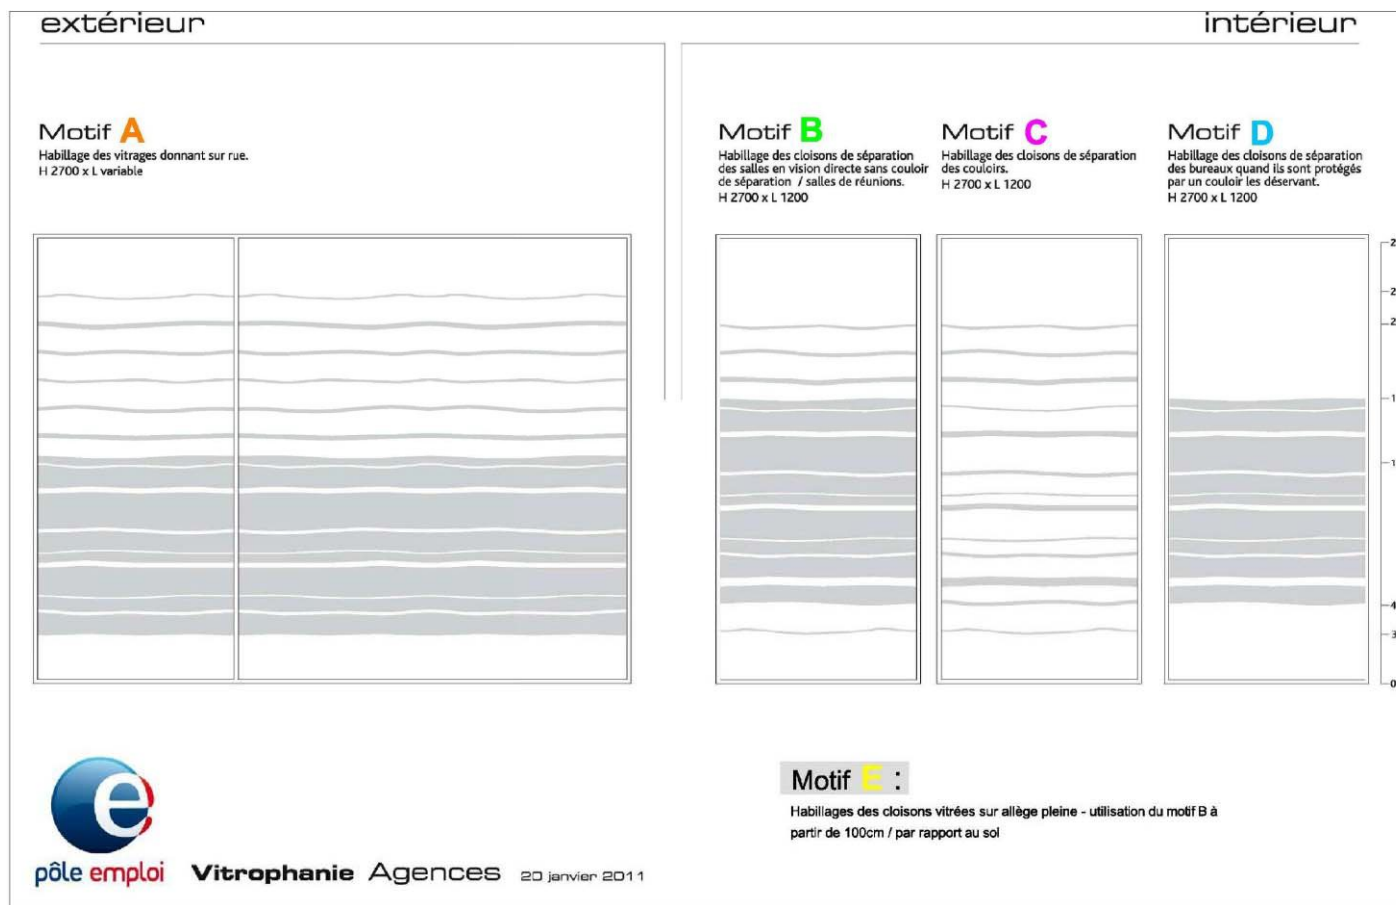 extérieur
intérieur
Motif A
Habillage des vitrages donnant sur rue.
H 2700 x L variable
Motif B
Habillage des cloisons de séparation
des salles en vision directe sans couloir
de séparation / salles de réunions.
H 2700 x L 1200
Motif C
Habillage des cloisons de séparation
des couloirs.
H 2700 x L 1200
Motif D
Habillage des cloisons de séparation
des bureaux quand ils sont protégés
par un couloir les déservant.
H 2700 x L 1200
0
Motif E :
Habillages des cloisons vitrées sur allège pleine - utilisation du motif B à
partir de 100cm / par rapport au sol
e
pôle emploi
Vitrophanie Agences 20 janvier 2011